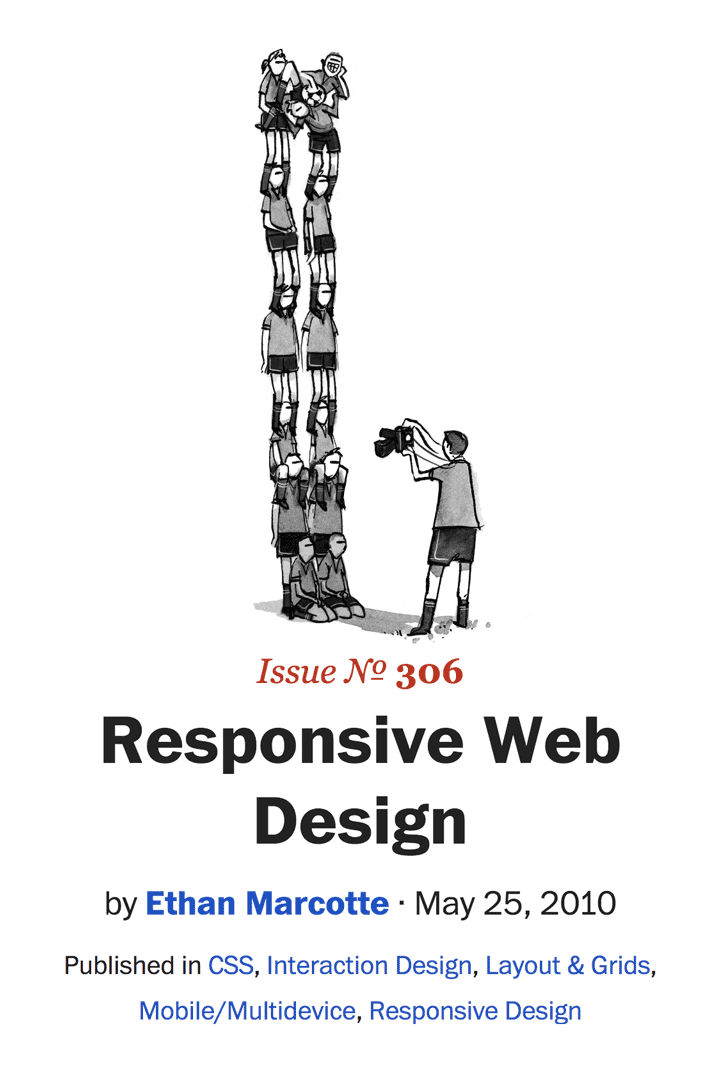 Issue № 306
Responsive Web
Design
by Ethan Marcotte · May 25, 2010
Published in CSS, Interaction Design, Layout & Grids,
Mobile/Multidevice, Responsive Design